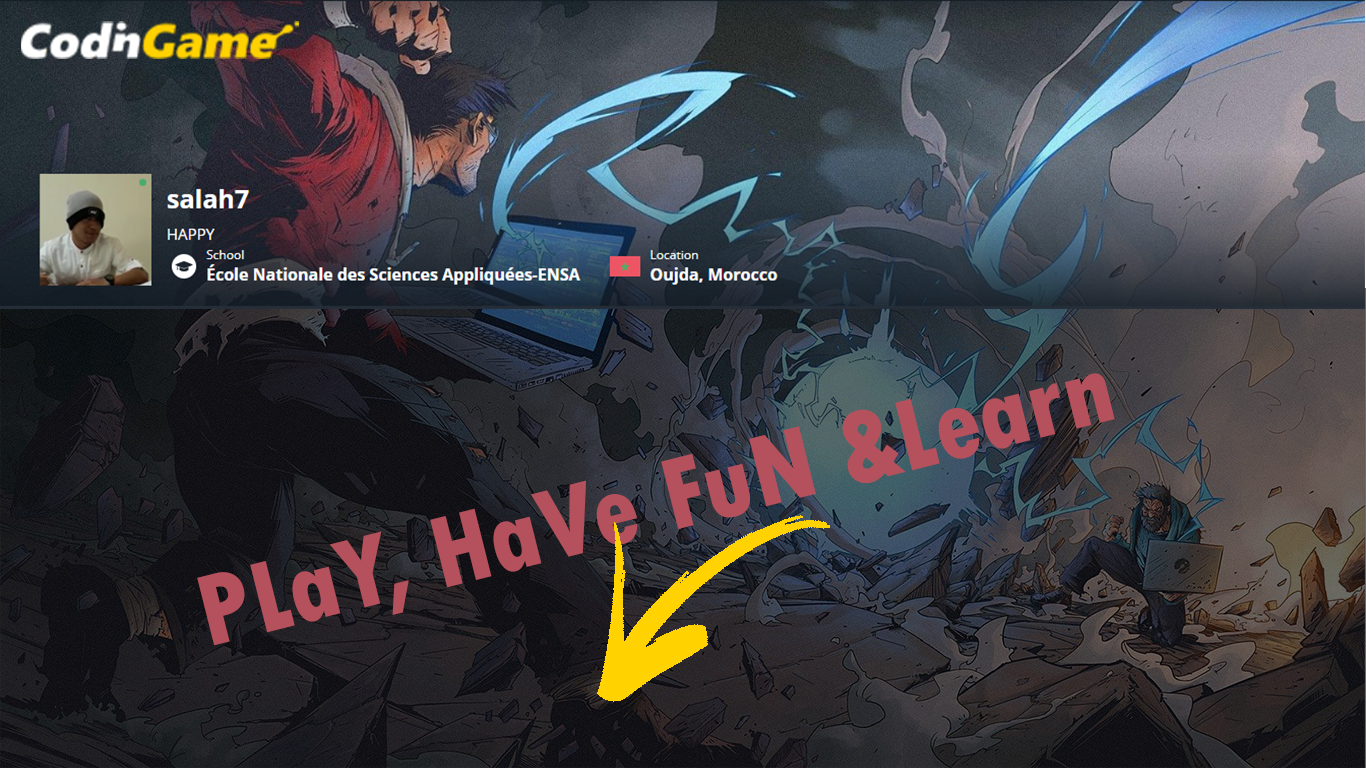 CodinGame
salah7
HAPPY
School
École Nationale des Sciences Appliquées-ENSA
Location
Oujda, Morocco
PLaY, HaVe FuN &Learn